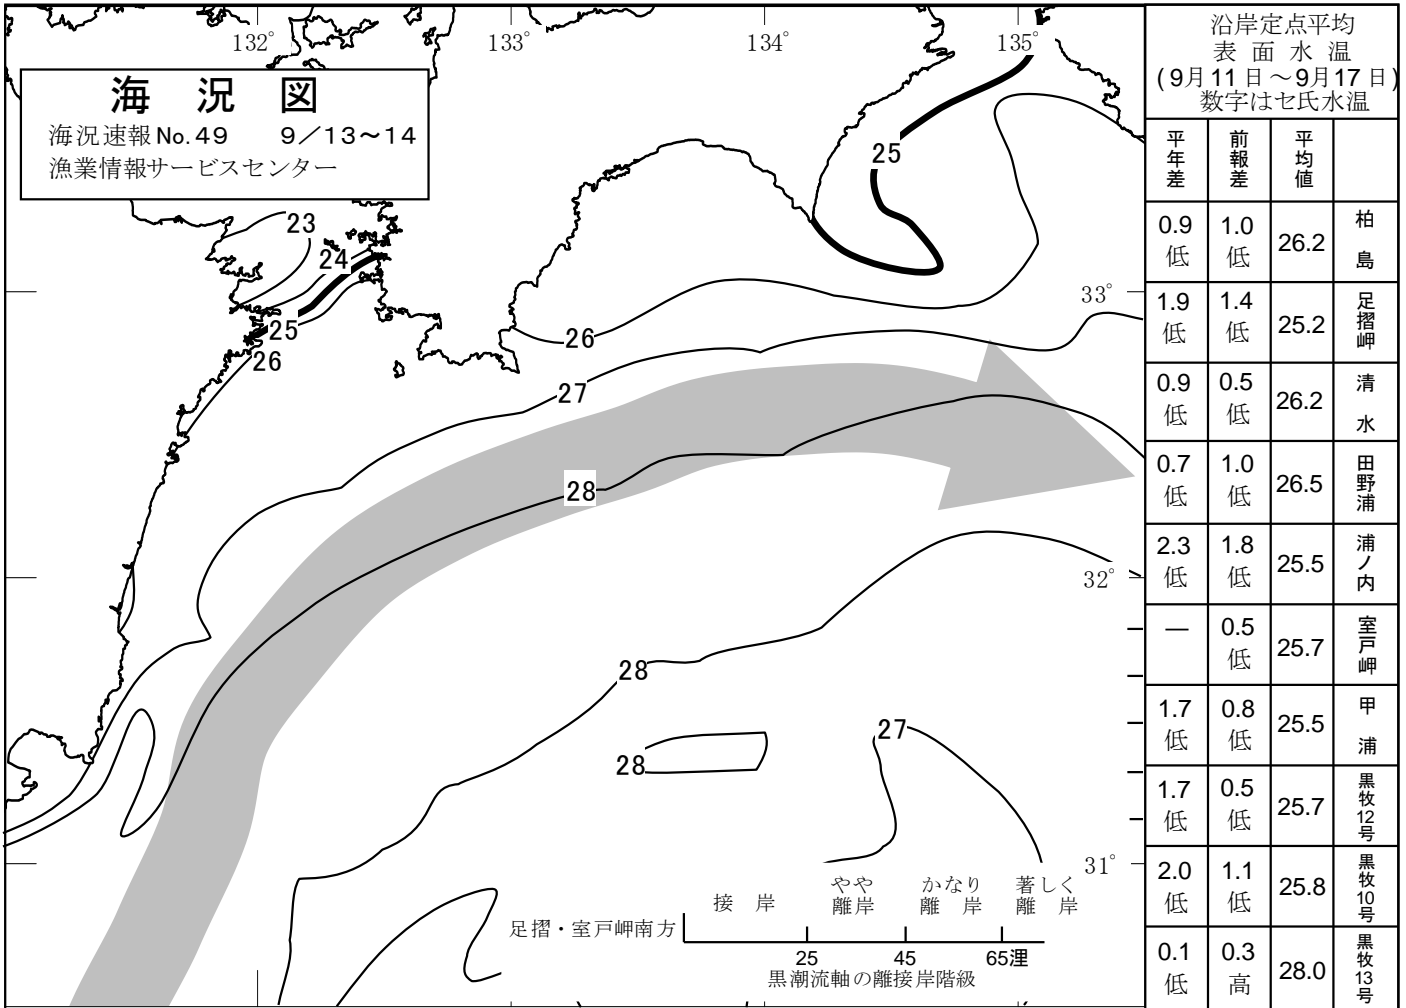 132°
133°
134°
135°
海 況 図
海況速報No.49 9/13~14
漁業情報サービスセンター
23
24
25
26
25
26
27
28
28
28
27
33°
32°
31°
接 岸
やや
離岸
かなり
離 岸
著しく
離 岸
足摺・室戸岬南方
25 45 65浬
黒潮流軸の離接岸階級
沿岸定点平均
表 面 水 温
(9月11日~9月17日)
数字はセ氏水温
平年差 前報差 平均値
0.9低 1.0低 26.2 柏島
1.9低 1.4低 25.2 足摺岬
0.9低 0.5低 26.2 清水
0.7低 1.0低 26.5 田野浦
2.3低 1.8低 25.5 浦ノ内
― 0.5低 25.7 室戸岬
1.7低 0.8低 25.5 甲浦
1.7低 0.5低 25.7 黒牧12号
2.0低 1.1低 25.8 黒牧10号
0.1低 0.3高 28.0 黒牧13号